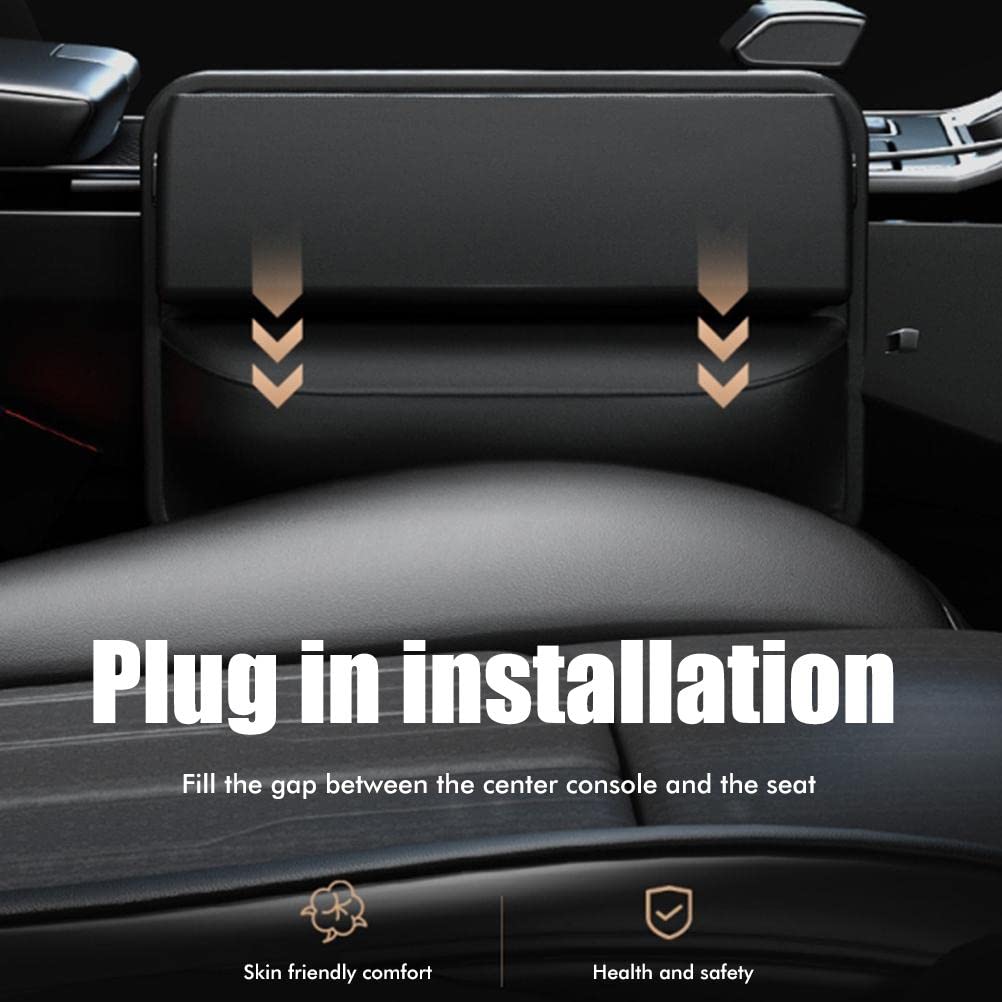 Plug in installation
Fill the gap between the center console and the seat
Skin friendly comfort
Health and safety